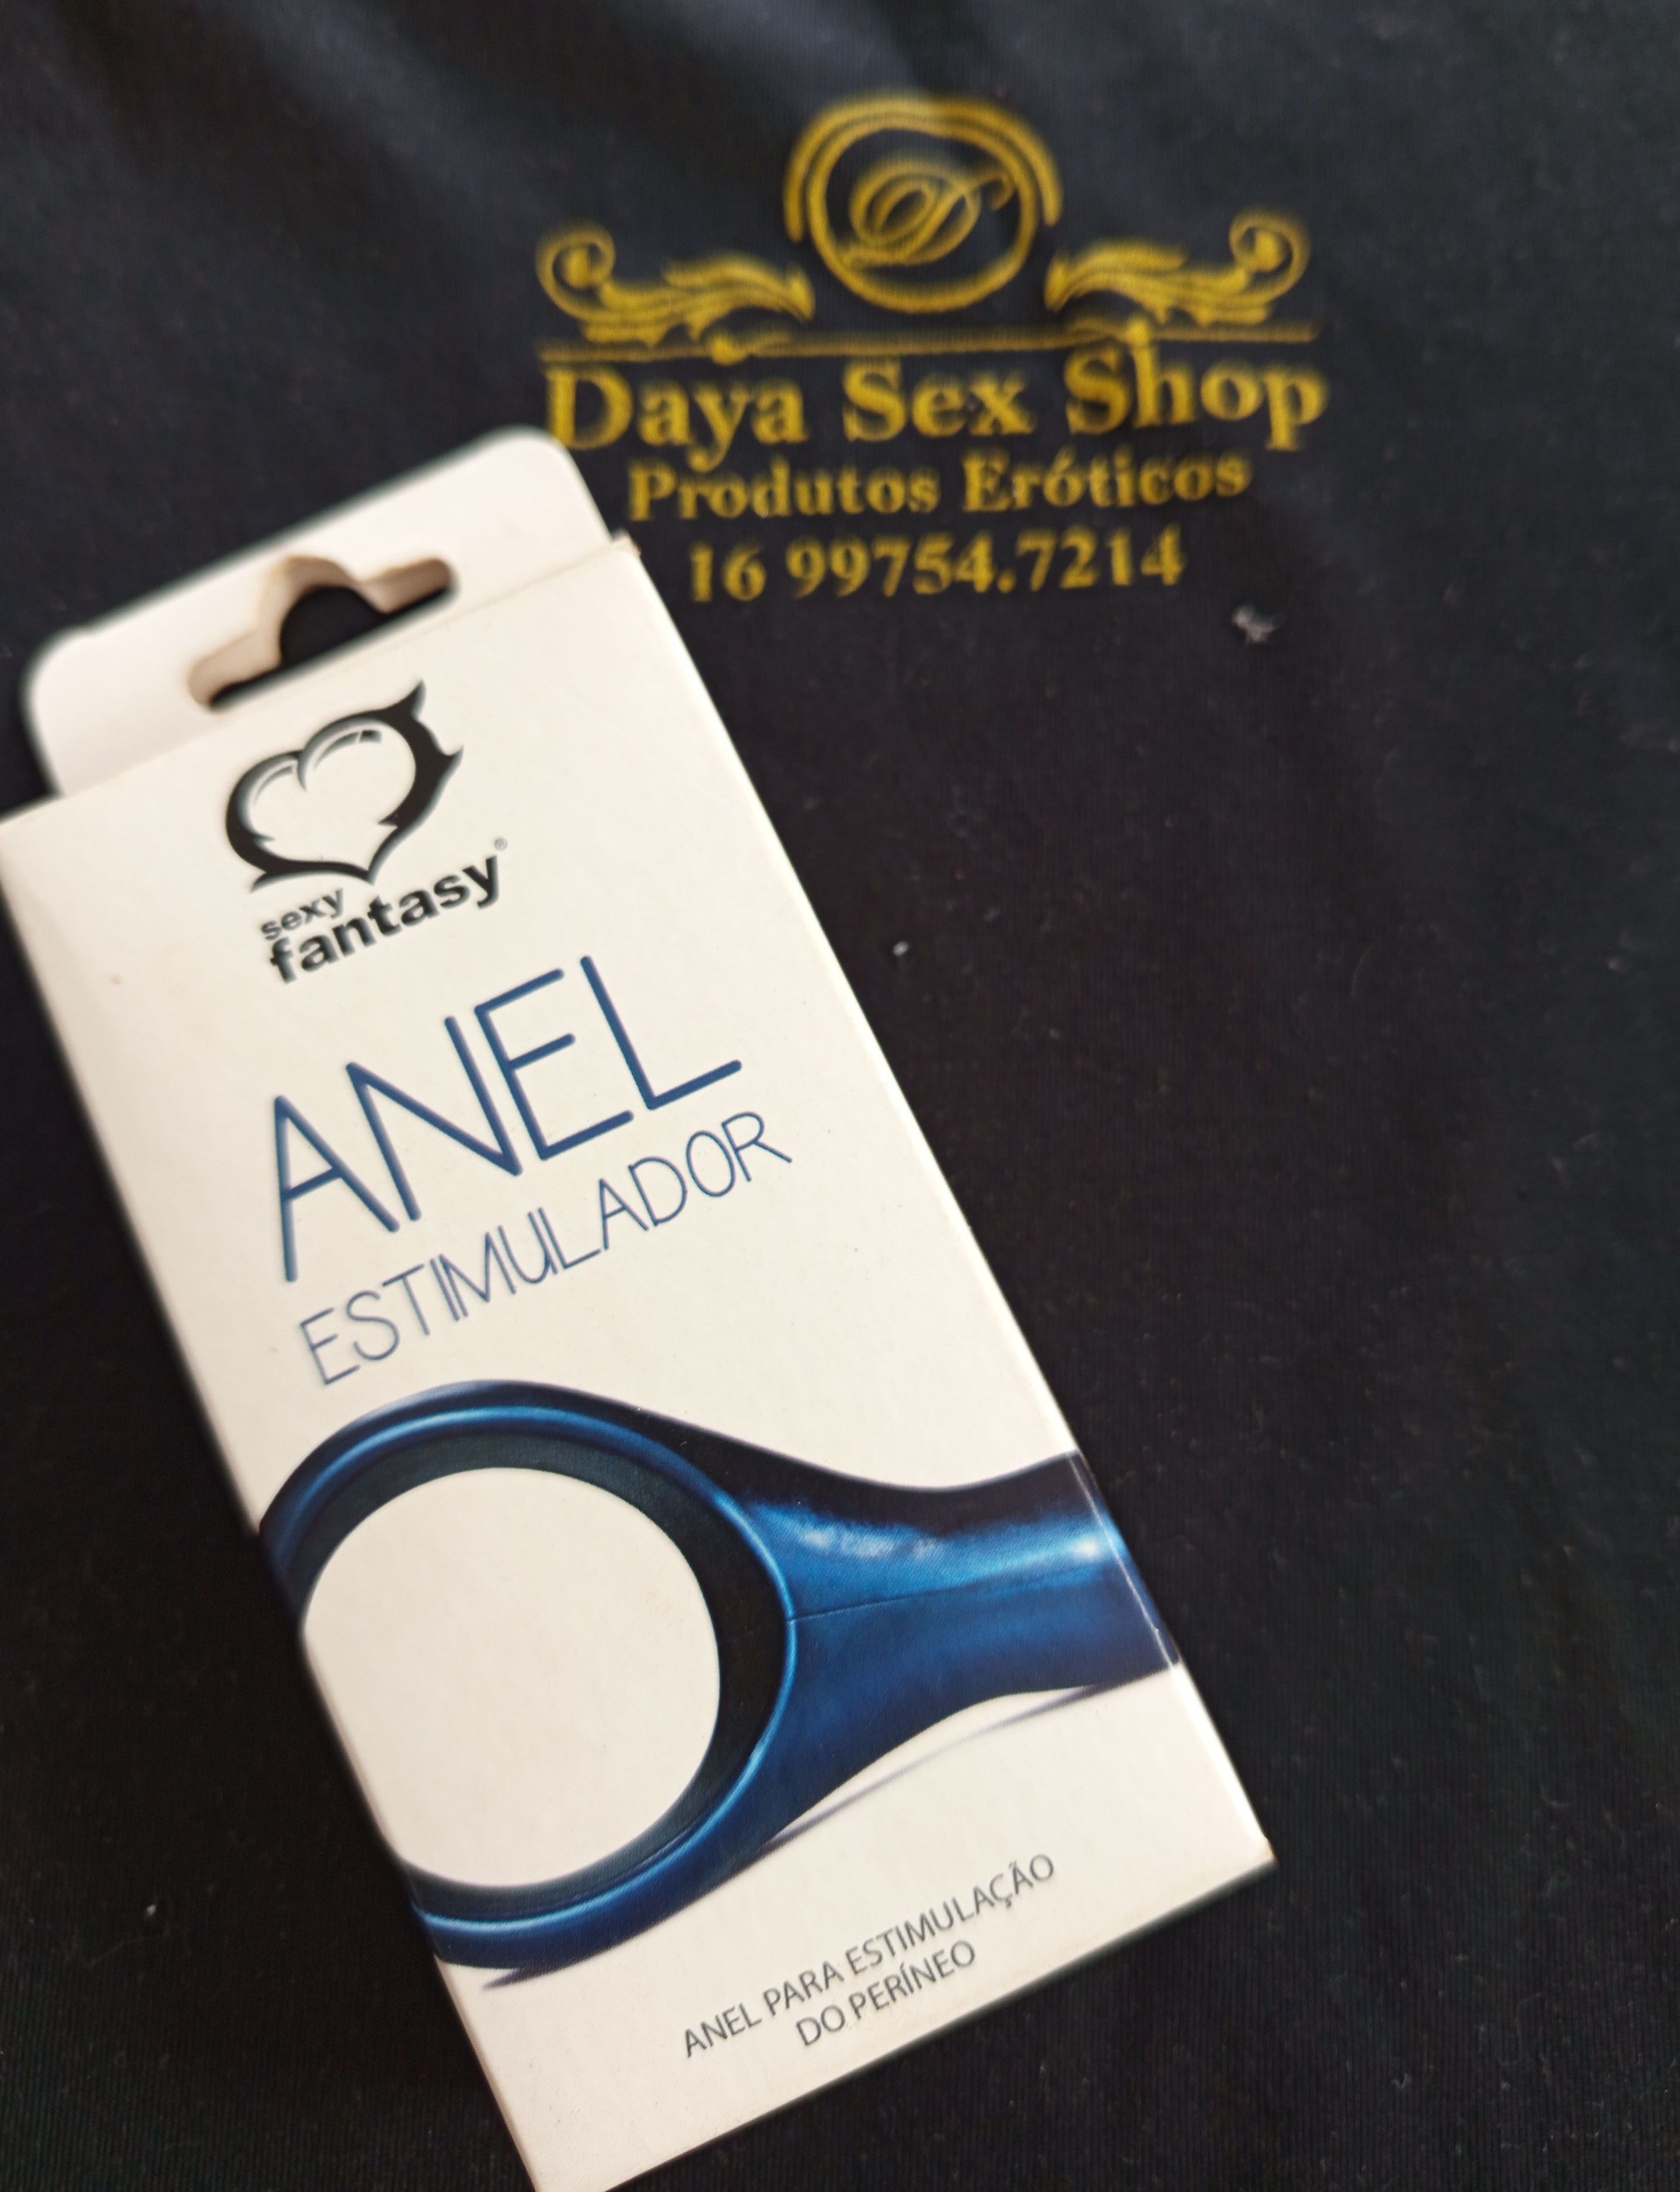 D
Daya Sex Shop
Produtos Eróticos
16 99754.7214
sexy
fantasy®
ANEL
ESTIMULADOR
ANEL PARA ESTIMULAÇÃO
DO PERÍNEO